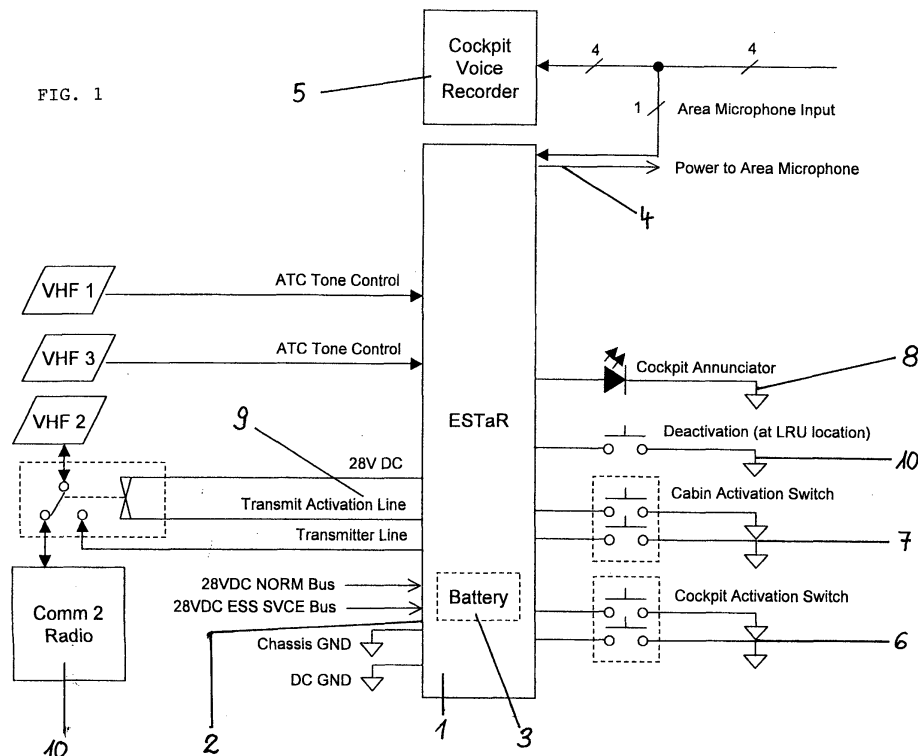 FIG. 1
Cockpit
Voice
Recorder
5
4
4
1
Area Microphone Input
Power to Area Microphone
4
VHF 1
ATC Tone Control
VHF 3
ATC Tone Control
VHF 2
9
ESTaR
Cockpit Annunciator
8
Deactivation (at LRU location)
10
28V DC
Transmit Activation Line
Transmitter Line
Cabin Activation Switch
7
Comm 2
Radio
28VDC NORM Bus
28VDC ESS SVCE Bus
Chassis GND
DC GND
Battery
Cockpit Activation Switch
6
10
2
1
3